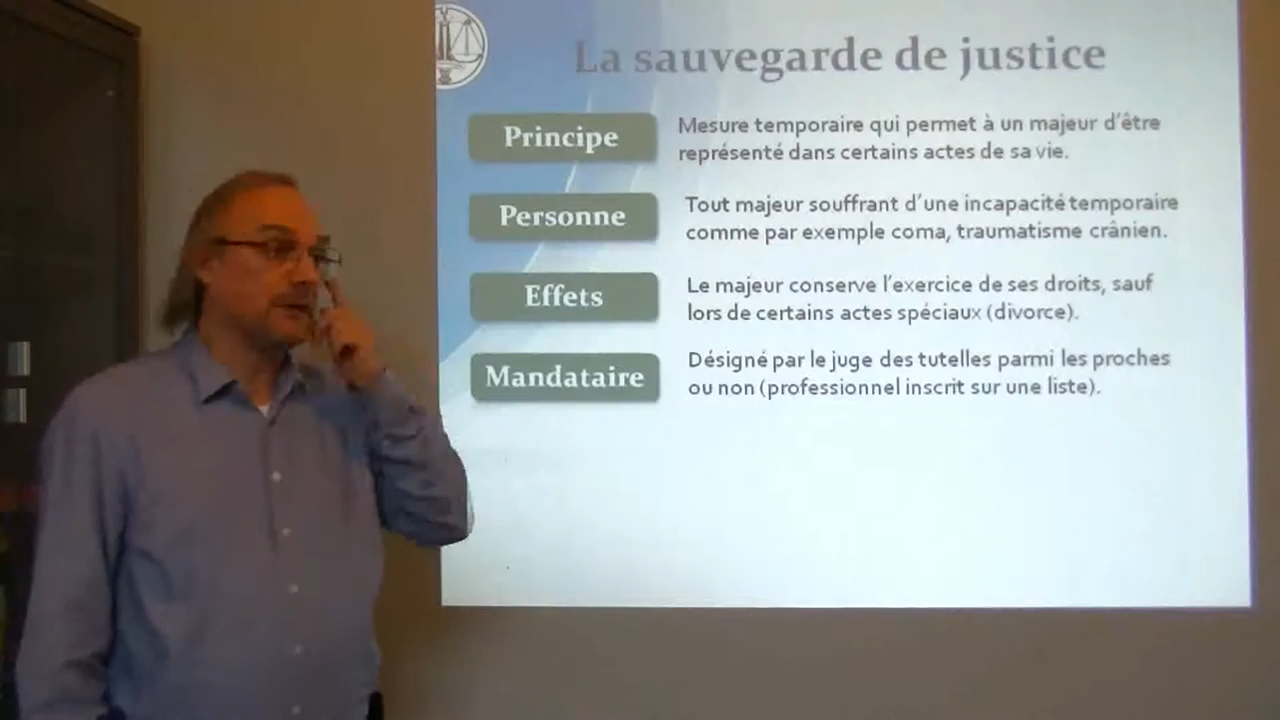 La sauvegarde de justice
Principe
Mesure temporaire qui permet à un majeur d'être
représenté dans certains actes de sa vie.
Personne
Tout majeur souffrant d'une incapacité temporaire
comme par exemple coma, traumatisme crânien.
Effets
Le majeur conserve l'exercice de ses droits, sauf
lors de certains actes spéciaux (divorce).
Mandataire
Désigné par le juge des tutelles parmi les proches
ou non (professionnel inscrit sur une liste).